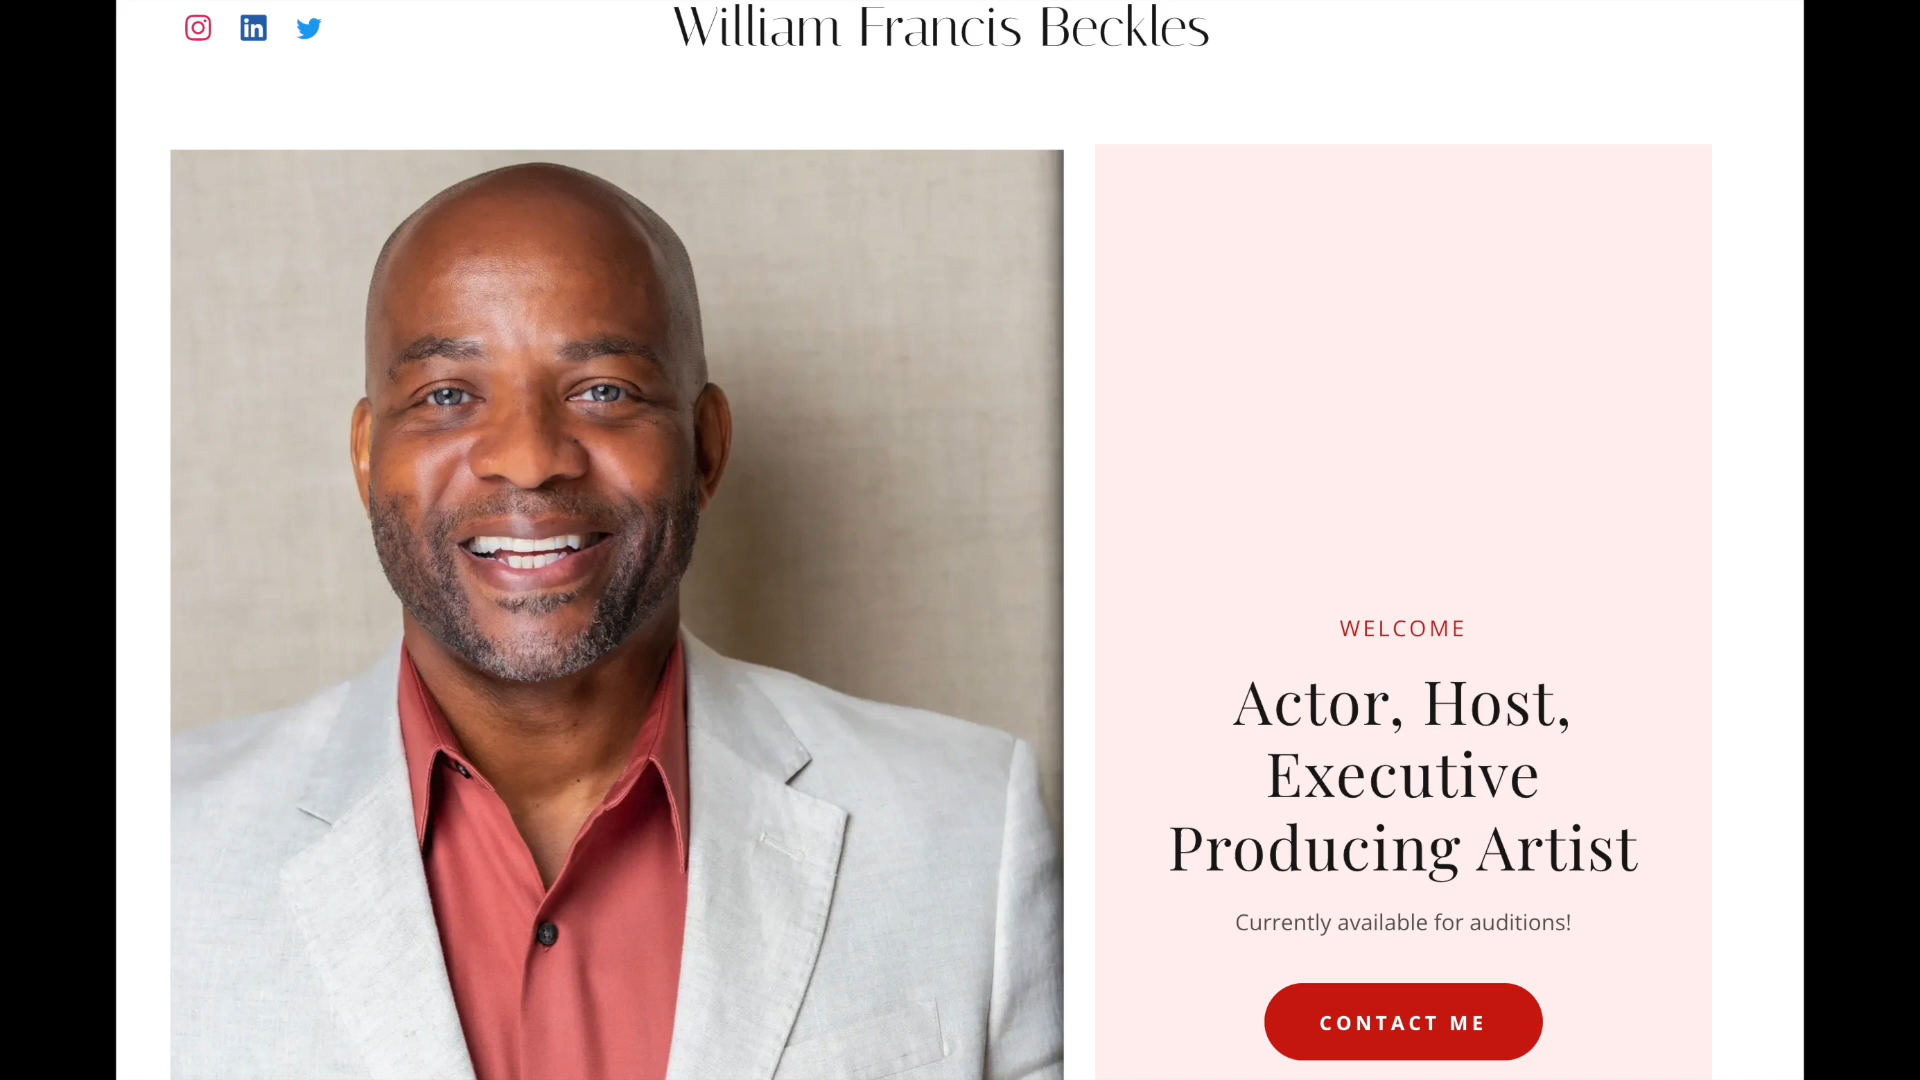 William Francis Beckles
WELCOME
Actor, Host,
Executive
Producing Artist
Currently available for auditions!
CONTACT ME